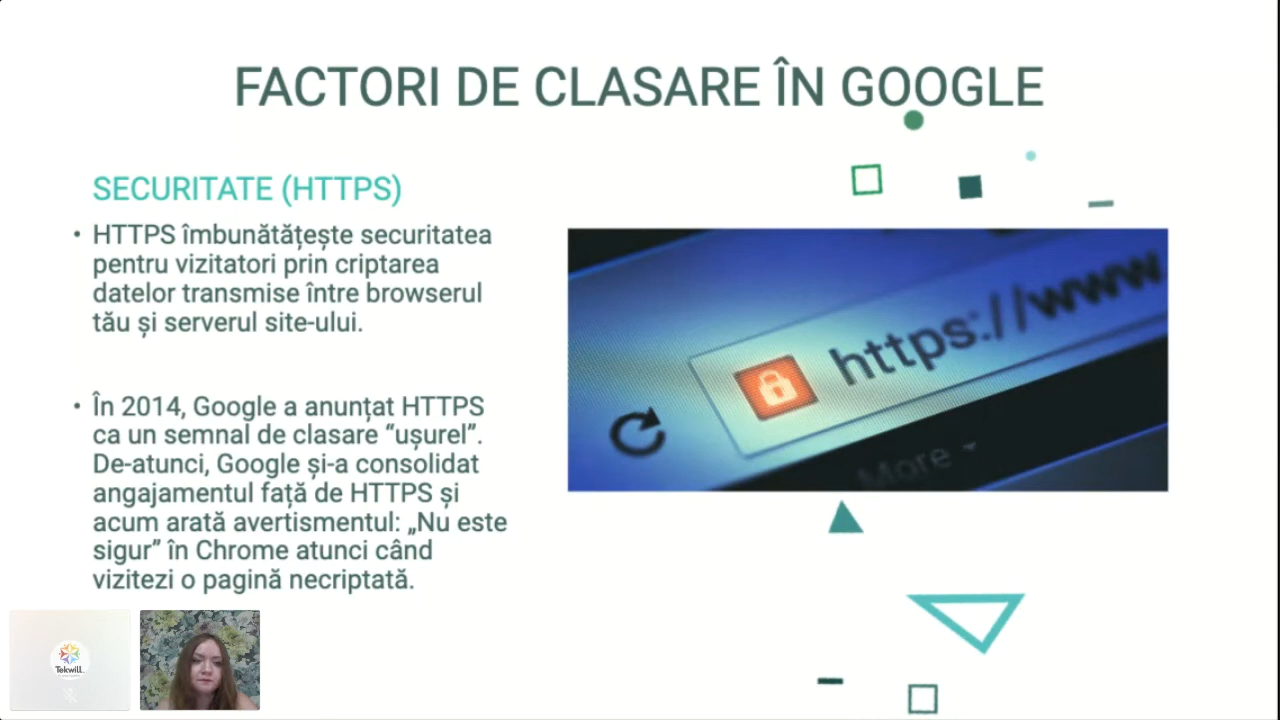 FACTORI DE CLASARE ÎN GOOGLE
SECURITATE (HTTPS)
• HTTPS îmbunătățește securitatea
pentru vizitatori prin criptarea
datelor transmise între browserul
tău și serverul site-ului.
• În 2014, Google a anunțat HTTPS
ca un semnal de clasare “ușurel”.
De-atunci, Google și-a consolidat
angajamentul față de HTTPS și
acum arată avertismentul: „Nu este
sigur” în Chrome atunci când
vizitezi o pagină necriptată.
https://www
More
Tekwill